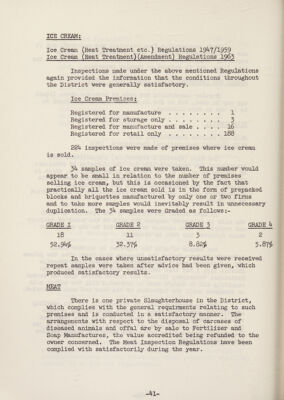 ICE CREAM:
Ice Cream (Heat Treatment etc.) Regulations 1947/1959
Ice Cream (Heat Treatment)(Amendment) Regulations 1963
Inspections made under the above mentioned Regulations
again provided the information that the conditions throughout
the District were generally satisfactory.
Ice Cream Premises:
Registered for manufacture . . . . . . . . 1
Registered for storage only . . . . . . . . 3
Registered for manufacture and sale . . . . 16
Registered for retail only . . . . . . . . 188
224 inspections were made of premises where ice cream
is sold.
34 samples of ice cream were taken. This number would
appear to be small in relation to the number of premises
selling ice cream, but this is occasioned by the fact that
practically all the ice cream sold is in the form of prepacked
blocks and briquettes manufactured by only one or two firms
and to take more samples would inevitably result in unnecessary
duplication. The 34 samples were Graded as follows:-
GRADE 1 GRADE 2 GRADE 3 GRADE 4
18 11 3 2
52.94% 32.37% 8.82% 5.87%
In the cases where unsatisfactory results were received
repeat samples were taken after advice had been given, which
produced satisfactory results.
MEAT
There is one private Slaughterhouse in the District,
which complies with the general requirments relating to such
premises and is conducted in a satisfactory manner. The
arrangements with respect to the disposal of carcases of
diseased animals and offal are by sale to Fertilizer and
Soap Manufactures, the value accredited being refunded to the
owner concerned. The Meat Inspection Regulations have been
complied with satisfactorily during the year.
-41-